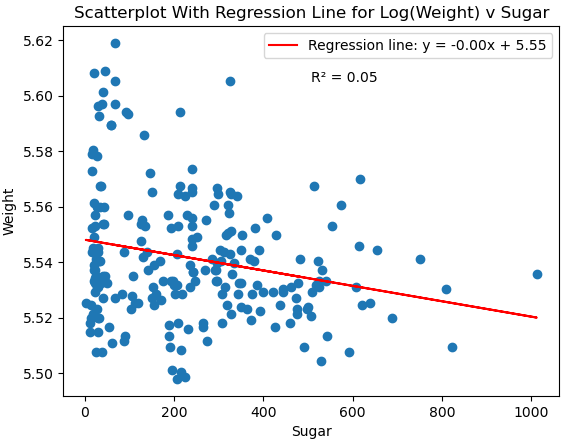 Scatterplot With Regression Line for Log(Weight) v Sugar
Regression line: y = -0.00x + 5.55
R² = 0.05
5.62
5.60
5.58
5.56
5.54
5.52
5.50
Weight
0 200 400 600 800 1000
Sugar